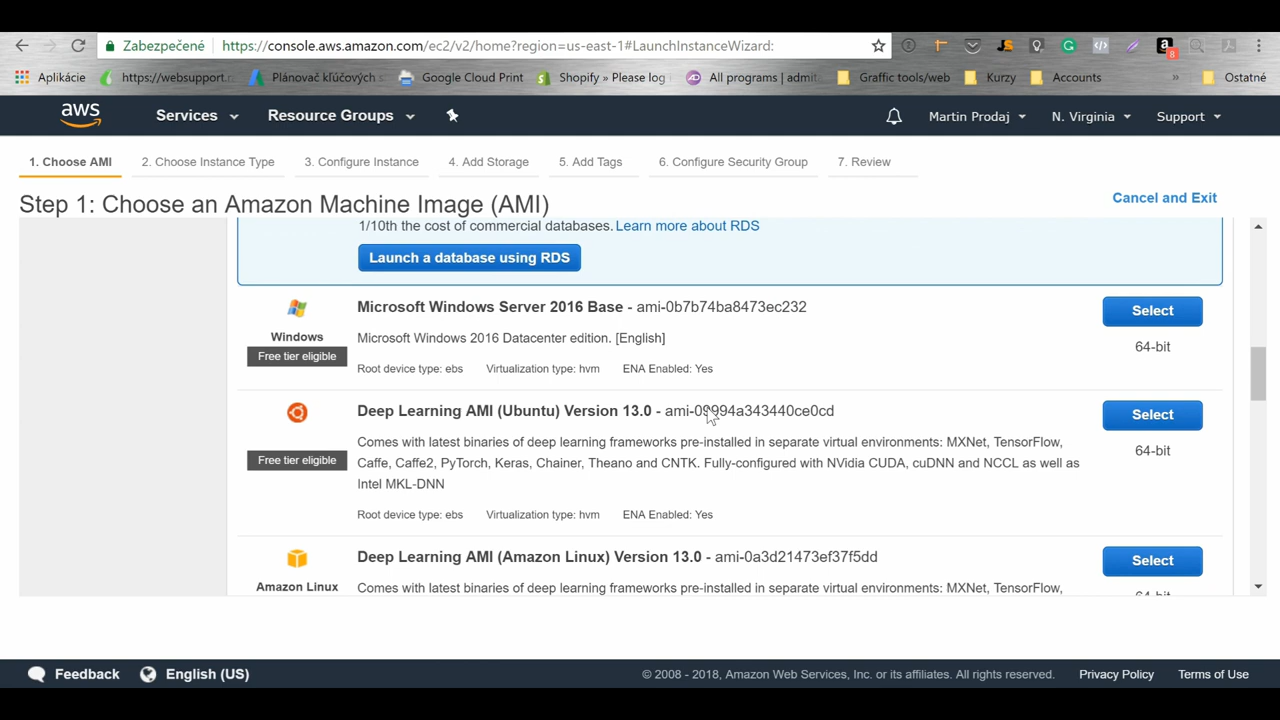 Zabezpečené https://console.aws.amazon.com/ec2/v2/home?region=us-east-1#LaunchInstanceWizard:
8
Aplikácie https://websupport. Plánovač kľúčových s Google Cloud Print Shopify » Please log All programs | admit Graffic tools/web Kurzy Accounts » Ostatné
aws Services Resource Groups Martin Prodaj N. Virginia Support
1. Choose AMI 2. Choose Instance Type 3. Configure Instance 4. Add Storage 5. Add Tags 6. Configure Security Group 7. Review
Step 1: Choose an Amazon Machine Image (AMI) Cancel and Exit
1/10th the cost of commercial databases. Learn more about RDS
Launch a database using RDS
Microsoft Windows Server 2016 Base - ami-0b7b74ba8473ec232 Select
Windows Microsoft Windows 2016 Datacenter edition. [English] 64-bit
Free tier eligible
Root device type: ebs Virtualization type: hvm ENA Enabled: Yes
Deep Learning AMI (Ubuntu) Version 13.0 - ami-09994a343440ce0cd Select
Comes with latest binaries of deep learning frameworks pre-installed in separate virtual environments: MXNet, TensorFlow, 64-bit
Free tier eligible Caffe, Caffe2, PyTorch, Keras, Chainer, Theano and CNTK. Fully-configured with NVidia CUDA, cuDNN and NCCL as well as
Intel MKL-DNN
Root device type: ebs Virtualization type: hvm ENA Enabled: Yes
Deep Learning AMI (Amazon Linux) Version 13.0 - ami-0a3d21473ef37f5dd Select
Amazon Linux Comes with latest binaries of deep learning frameworks pre-installed in separate virtual environments: MXNet, TensorFlow, 64-bit
Feedback English (US) © 2008 - 2018, Amazon Web Services, Inc. or its affiliates. All rights reserved. Privacy Policy Terms of Use